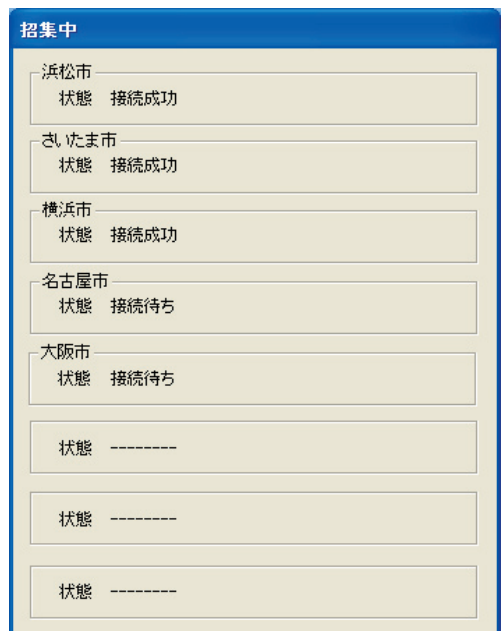 招集中
浜松市
状態 接続成功
さいたま市
状態 接続成功
横浜市
状態 接続成功
名古屋市
状態 接続待ち
大阪市
状態 接続待ち
状態 --------
状態 --------
状態 --------